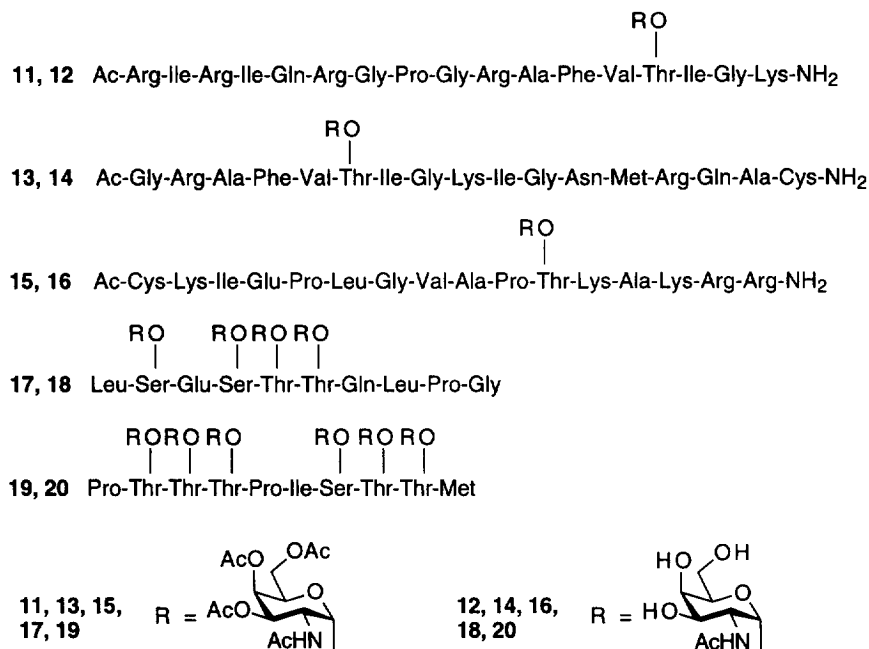 RO
11, 12 Ac-Arg-Ile-Arg-Ile-Gln-Arg-Gly-Pro-Gly-Arg-Ala-Phe-Val-Thr-Ile-Gly-Lys-NH2
RO
13, 14 Ac-Gly-Arg-Ala-Phe-Val-Thr-Ile-Gly-Lys-Ile-Gly-Asn-Met-Arg-Gln-Ala-Cys-NH2
RO
15, 16 Ac-Cys-Lys-Ile-Glu-Pro-Leu-Gly-Val-Ala-Pro-Thr-Lys-Ala-Lys-Arg-Arg-NH2
RO RO RO RO
17, 18 Leu-Ser-Glu-Ser-Thr-Thr-Gln-Leu-Pro-Gly
RO RO RO RO RO RO
19, 20 Pro-Thr-Thr-Thr-Pro-Ile-Ser-Thr-Thr-Met
AcO OAc HO OH
11, 13, 15, R = AcO O 12, 14, 16, R = HO O
17, 19 AcHN 18, 20 AcHN